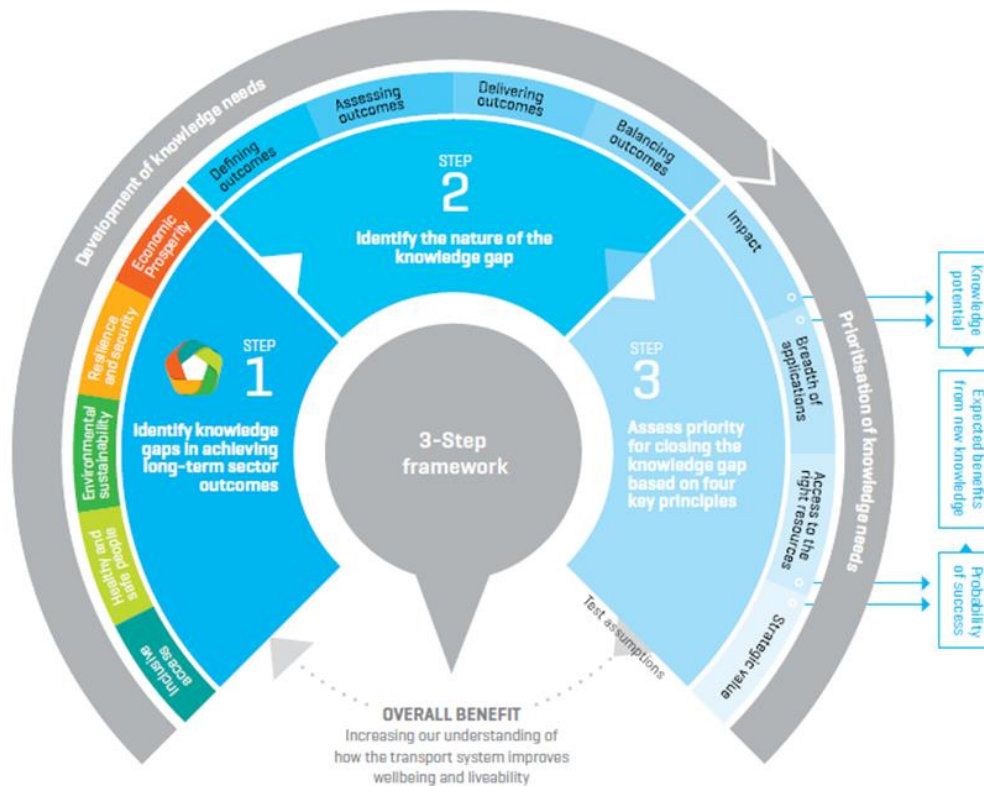 Development of knowledge needs
Defining
outcomes
Assessing
outcomes
Delivering
outcomes
Balancing
outcomes
STEP
2
Identify the nature of the
knowledge gap
Economic
Prosperity
Resilience
and security
Environmental
sustainability
Healthy and
safe people
Inclusive
access
STEP
1
Identify knowledge
gaps in achieving
long-term sector
outcomes
3-Step
framework
STEP
3
Assess priority
for closing the
knowledge gap
based on four
key principles
Impact
Breadth of
applications
Access to the
right resources
Strategic value
Test assumptions
Prioritisation of knowledge needs
Knowledge
potential
Expected benefits
from new knowledge
Probability
of success
OVERALL BENEFIT
Increasing our understanding of
how the transport system improves
wellbeing and liveability